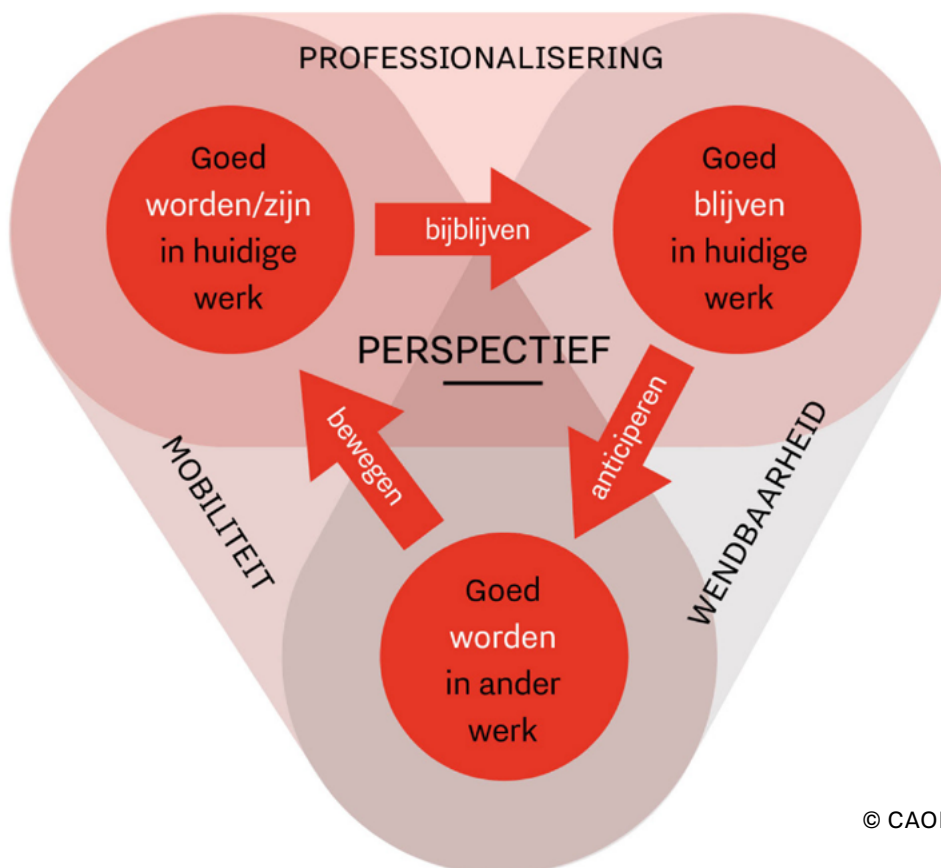 PROFESSIONALISERING
Goed
worden/zijn
in huidige
werk
bijblijven
Goed
blijven
in huidige
werk
PERSPECTIEF
bewegen
anticiperen
MOBILITEIT
WENDBAARHEID
Goed
worden
in ander
werk